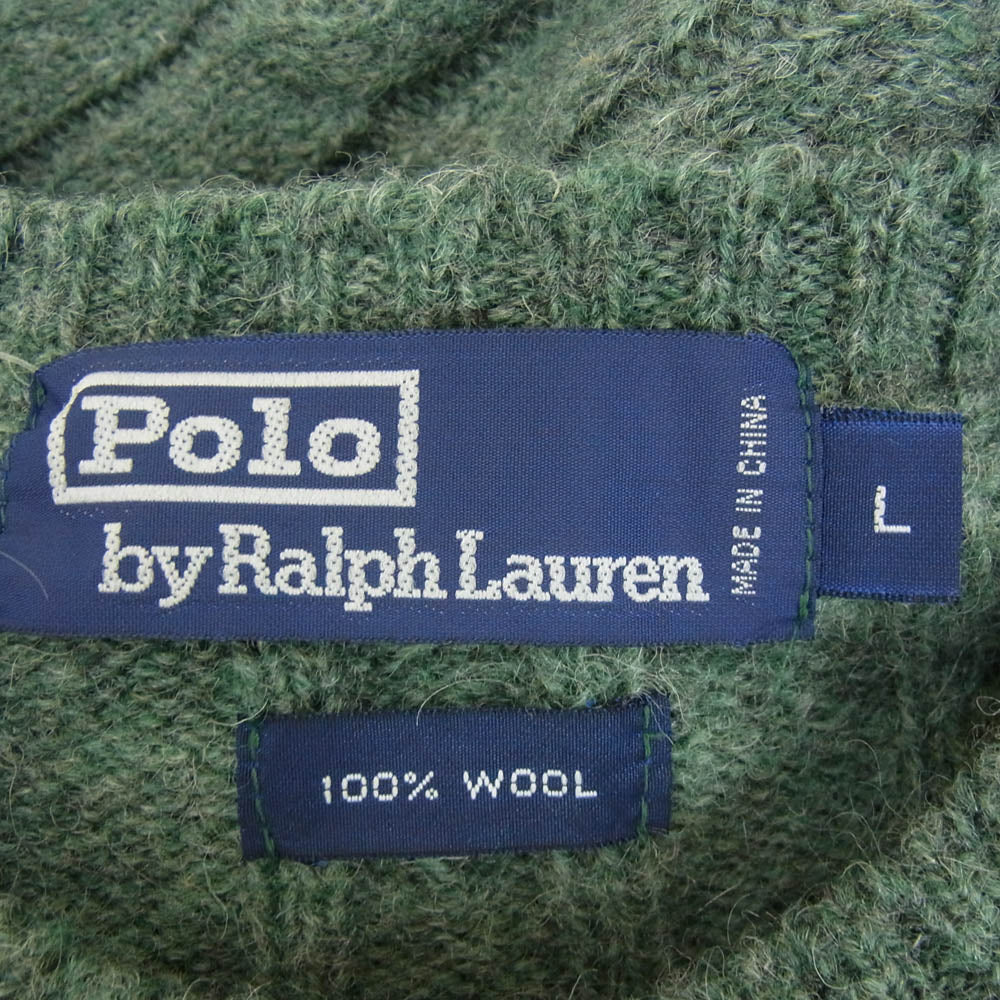 Polo
by Ralph Lauren
MADE IN CHINA
L
100% WOOL